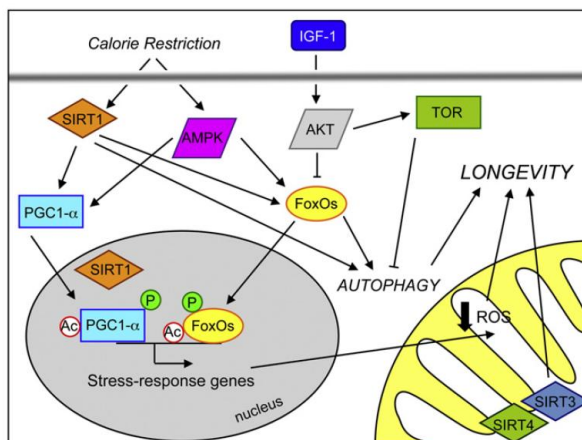 Calorie Restriction
IGF-1
SIRT1
AMPK
AKT
TOR
LONGEVITY
PGC1-α
FoxOs
SIRT1
AUTOPHAGY
P
P
ROS
Ac
PGC1-α
Ac
FoxOs
Stress-response genes
nucleus
SIRT3
SIRT4